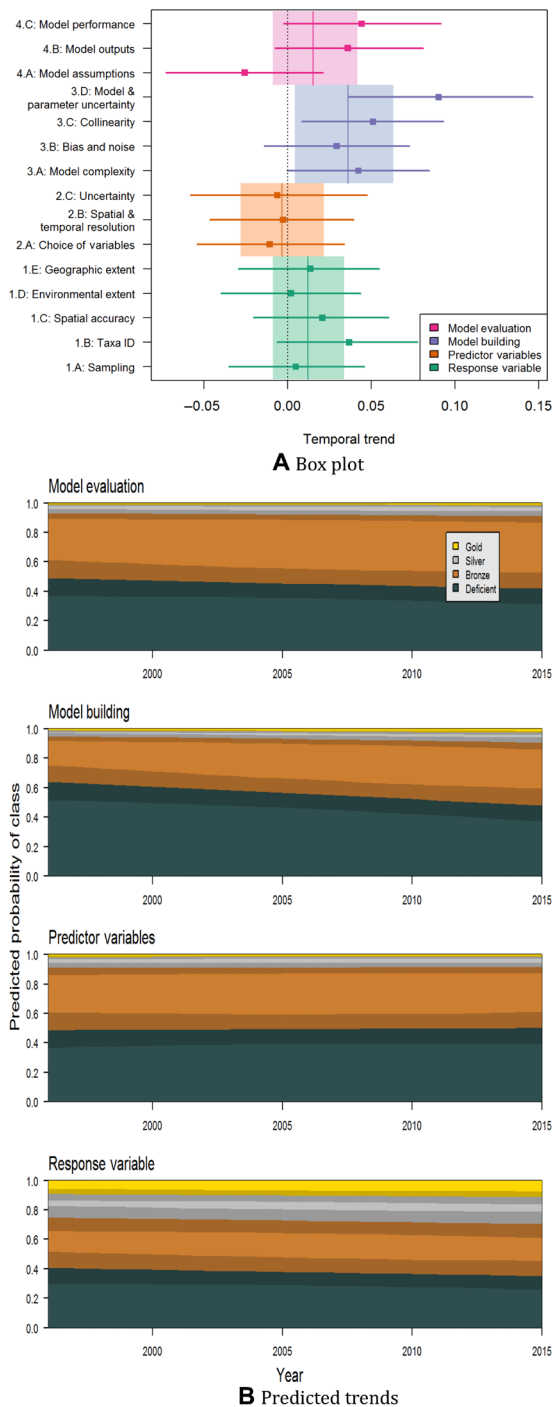 4.C: Model performance
4.B: Model outputs
4.A: Model assumptions
3.D: Model &
parameter uncertainty
3.C: Collinearity
3.B: Bias and noise
3.A: Model complexity
2.C: Uncertainty
2.B: Spatial &
temporal resolution
2.A: Choice of variables
1.E: Geographic extent
1.D: Environmental extent
1.C: Spatial accuracy
1.B: Taxa ID
1.A: Sampling
Model evaluation
Model building
Predictor variables
Response variable
−0.05 0.00 0.05 0.10 0.15
Temporal trend
A Box plot
Model evaluation
1.0
0.8
0.6
0.4
0.2
0.0
Gold
Silver
Bronze
Deficient
2000 2005 2010 2015
Model building
1.0
0.8
0.6
0.4
0.2
0.0
2000 2005 2010 2015
Predicted probability of class
Predictor variables
1.0
0.8
0.6
0.4
0.2
0.0
2000 2005 2010 2015
Response variable
1.0
0.8
0.6
0.4
0.2
0.0
2000 2005 2010 2015
Year
B Predicted trends